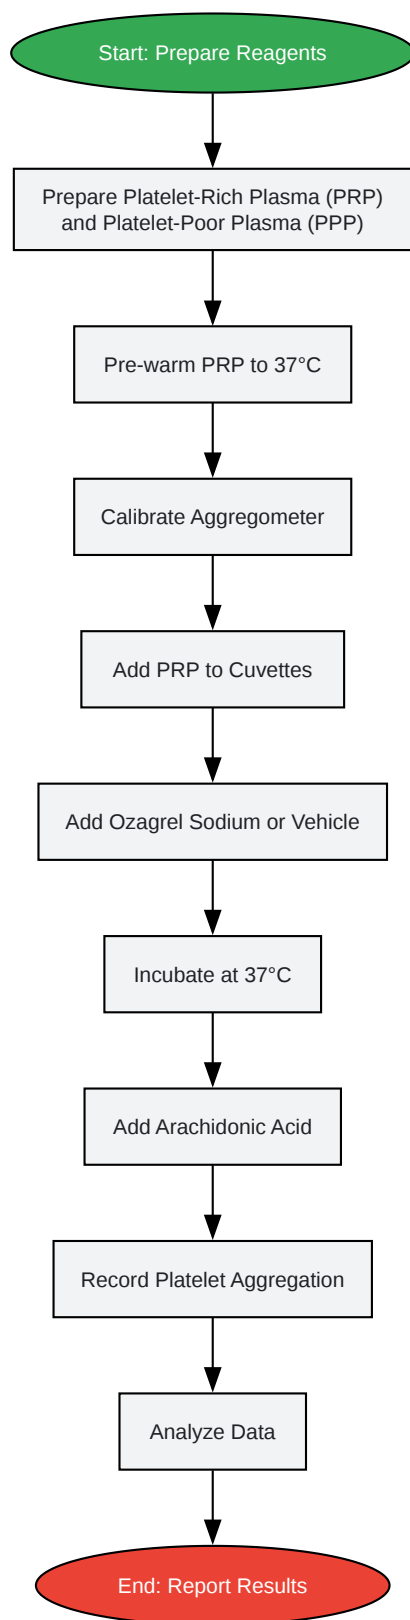 Start: Prepare Reagents
Prepare Platelet-Rich Plasma (PRP)
and Platelet-Poor Plasma (PPP)
Pre-warm PRP to 37°C
Calibrate Aggregometer
Add PRP to Cuvettes
Add Ozagrel Sodium or Vehicle
Incubate at 37°C
Add Arachidonic Acid
Record Platelet Aggregation
Analyze Data
End: Report Results